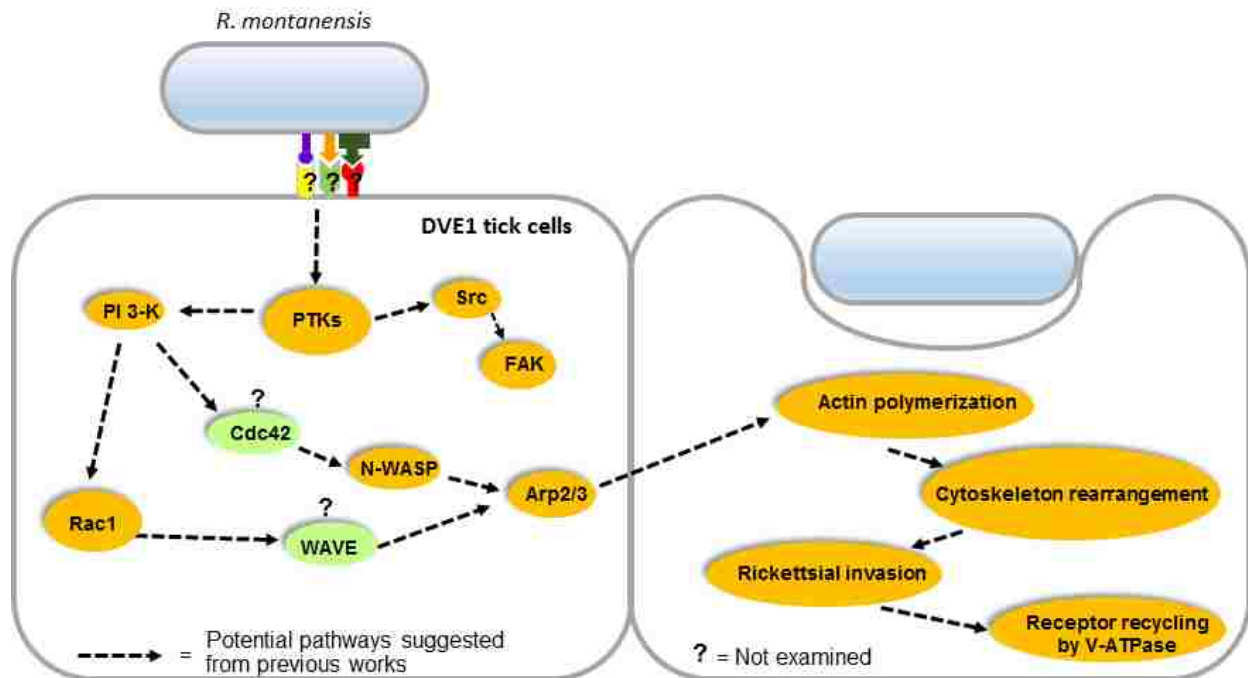 R. montanensis
? ? ?
DVE1 tick cells
PI 3-K
PTKs
Src
FAK
?
Cdc42
N-WASP
Arp2/3
Rac1
?
WAVE
= Potential pathways suggested
from previous works
Actin polymerization
Cytoskeleton rearrangement
Rickettsial invasion
Receptor recycling
by V-ATPase
? = Not examined